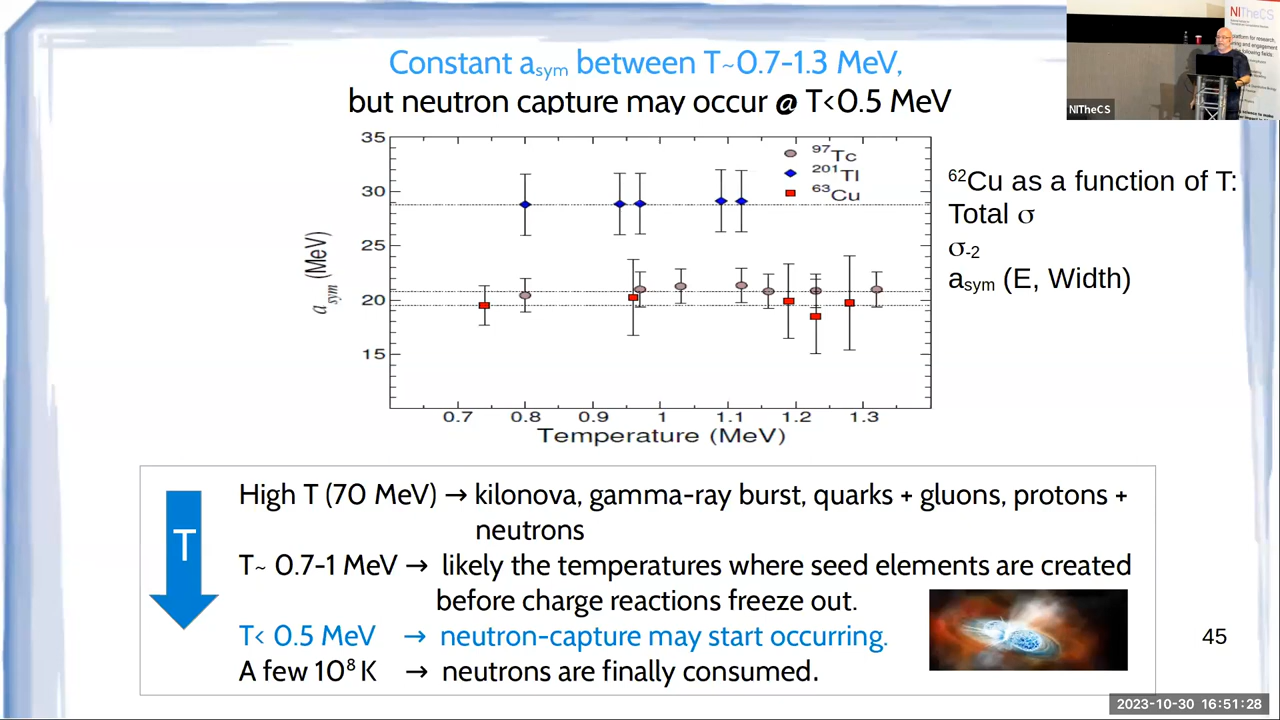 Constant asym between T~0.7-1.3 MeV,
but neutron capture may occur @ T<0.5 MeV
NITheCS
NITheCS
35
30
25
20
15
asym (MeV)
97Tc
201Tl
63Cu
0.7 0.8 0.9 1 1.1 1.2 1.3
Temperature (MeV)
62Cu as a function of T:
Total σ
σ-2
asym (E, Width)
T
High T (70 MeV) → kilonova, gamma-ray burst, quarks + gluons, protons +
neutrons
T~ 0.7-1 MeV → likely the temperatures where seed elements are created
before charge reactions freeze out.
T< 0.5 MeV → neutron-capture may start occurring.
A few 10⁸ K → neutrons are finally consumed.
45
2023-10-30 16:51:28